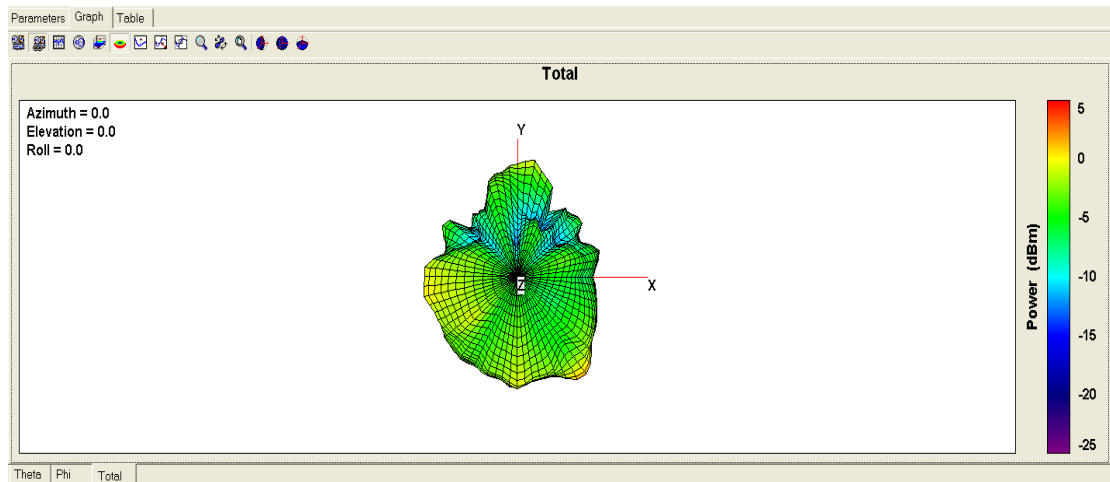 Parameters Graph Table
Total
Azimuth = 0.0
Elevation = 0.0
Roll = 0.0
Y
X
Z
5
0
-5
-10
-15
-20
-25
Power (dBm)
Theta Phi Total